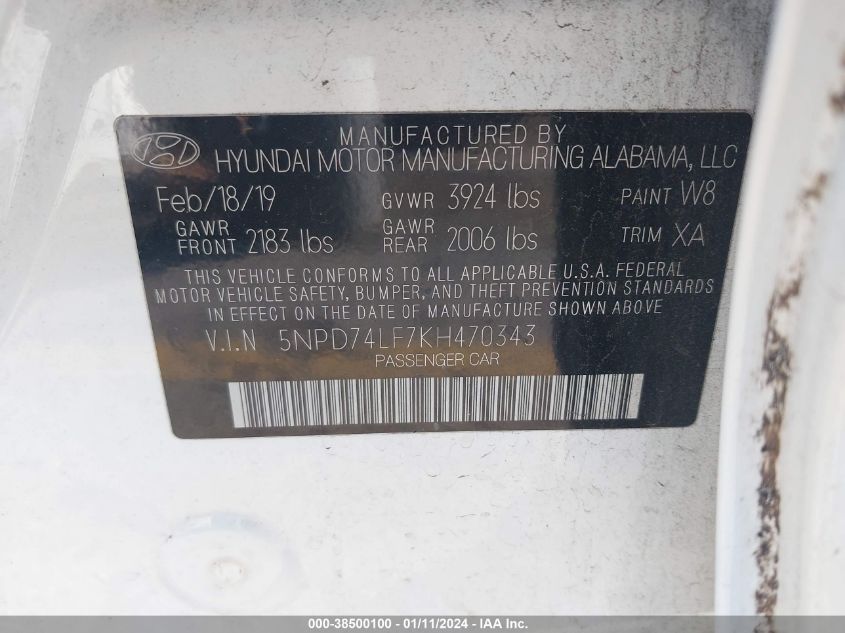 MANUFACTURED BY
HYUNDAI MOTOR MANUFACTURING ALABAMA, LLC
Feb/18/19 GVWR 3924 lbs PAINT W8
GAWR FRONT 2183 lbs GAWR REAR 2006 lbs TRIM XA
THIS VEHICLE CONFORMS TO ALL APPLICABLE U.S.A. FEDERAL
MOTOR VEHICLE SAFETY, BUMPER, AND THEFT PREVENTION STANDARDS
IN EFFECT ON THE DATE OF MANUFACTURE SHOWN ABOVE.
V.I.N 5NPD74LF7KH470343
PASSENGER CAR
000-38500100 - 01/11/2024 - IAA Inc.